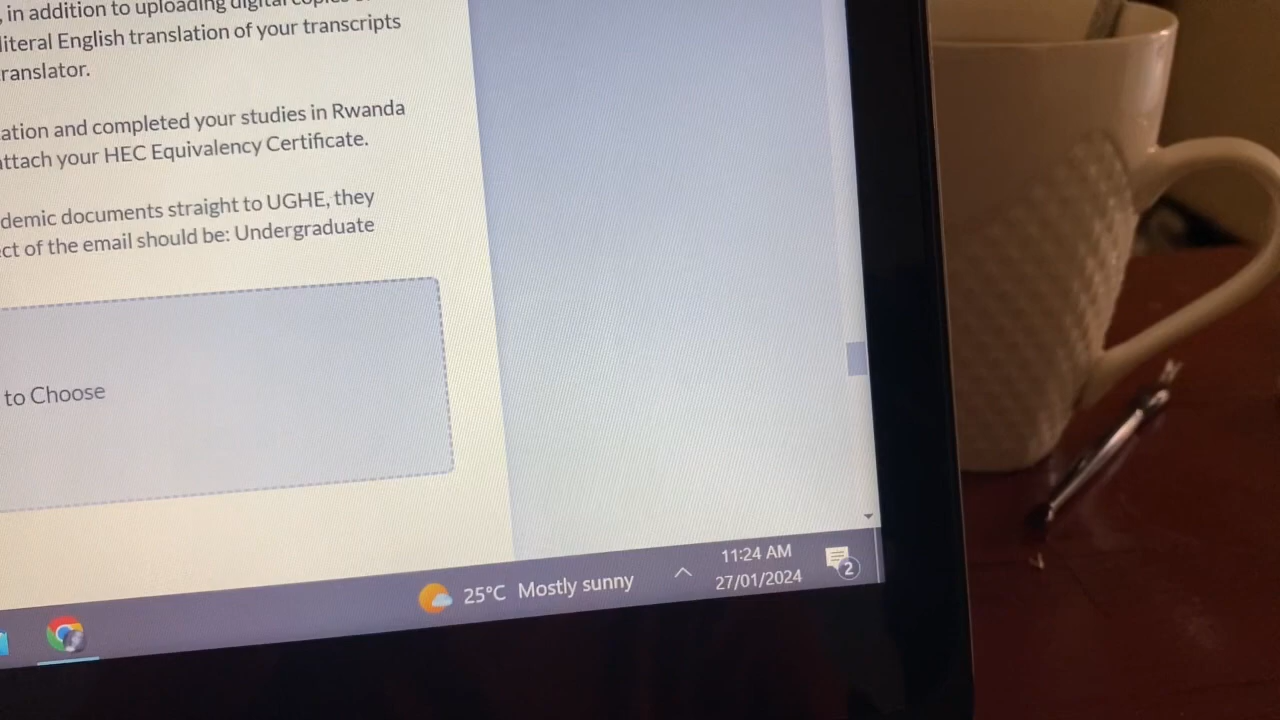 , in addition to uploading digital copies
literal English translation of your transcripts
ranslator.
ation and completed your studies in Rwanda
attach your HEC Equivalency Certificate.
demic documents straight to UGHE, they
ct of the email should be: Undergraduate
to Choose
25°C Mostly sunny
11:24 AM
27/01/2024
2